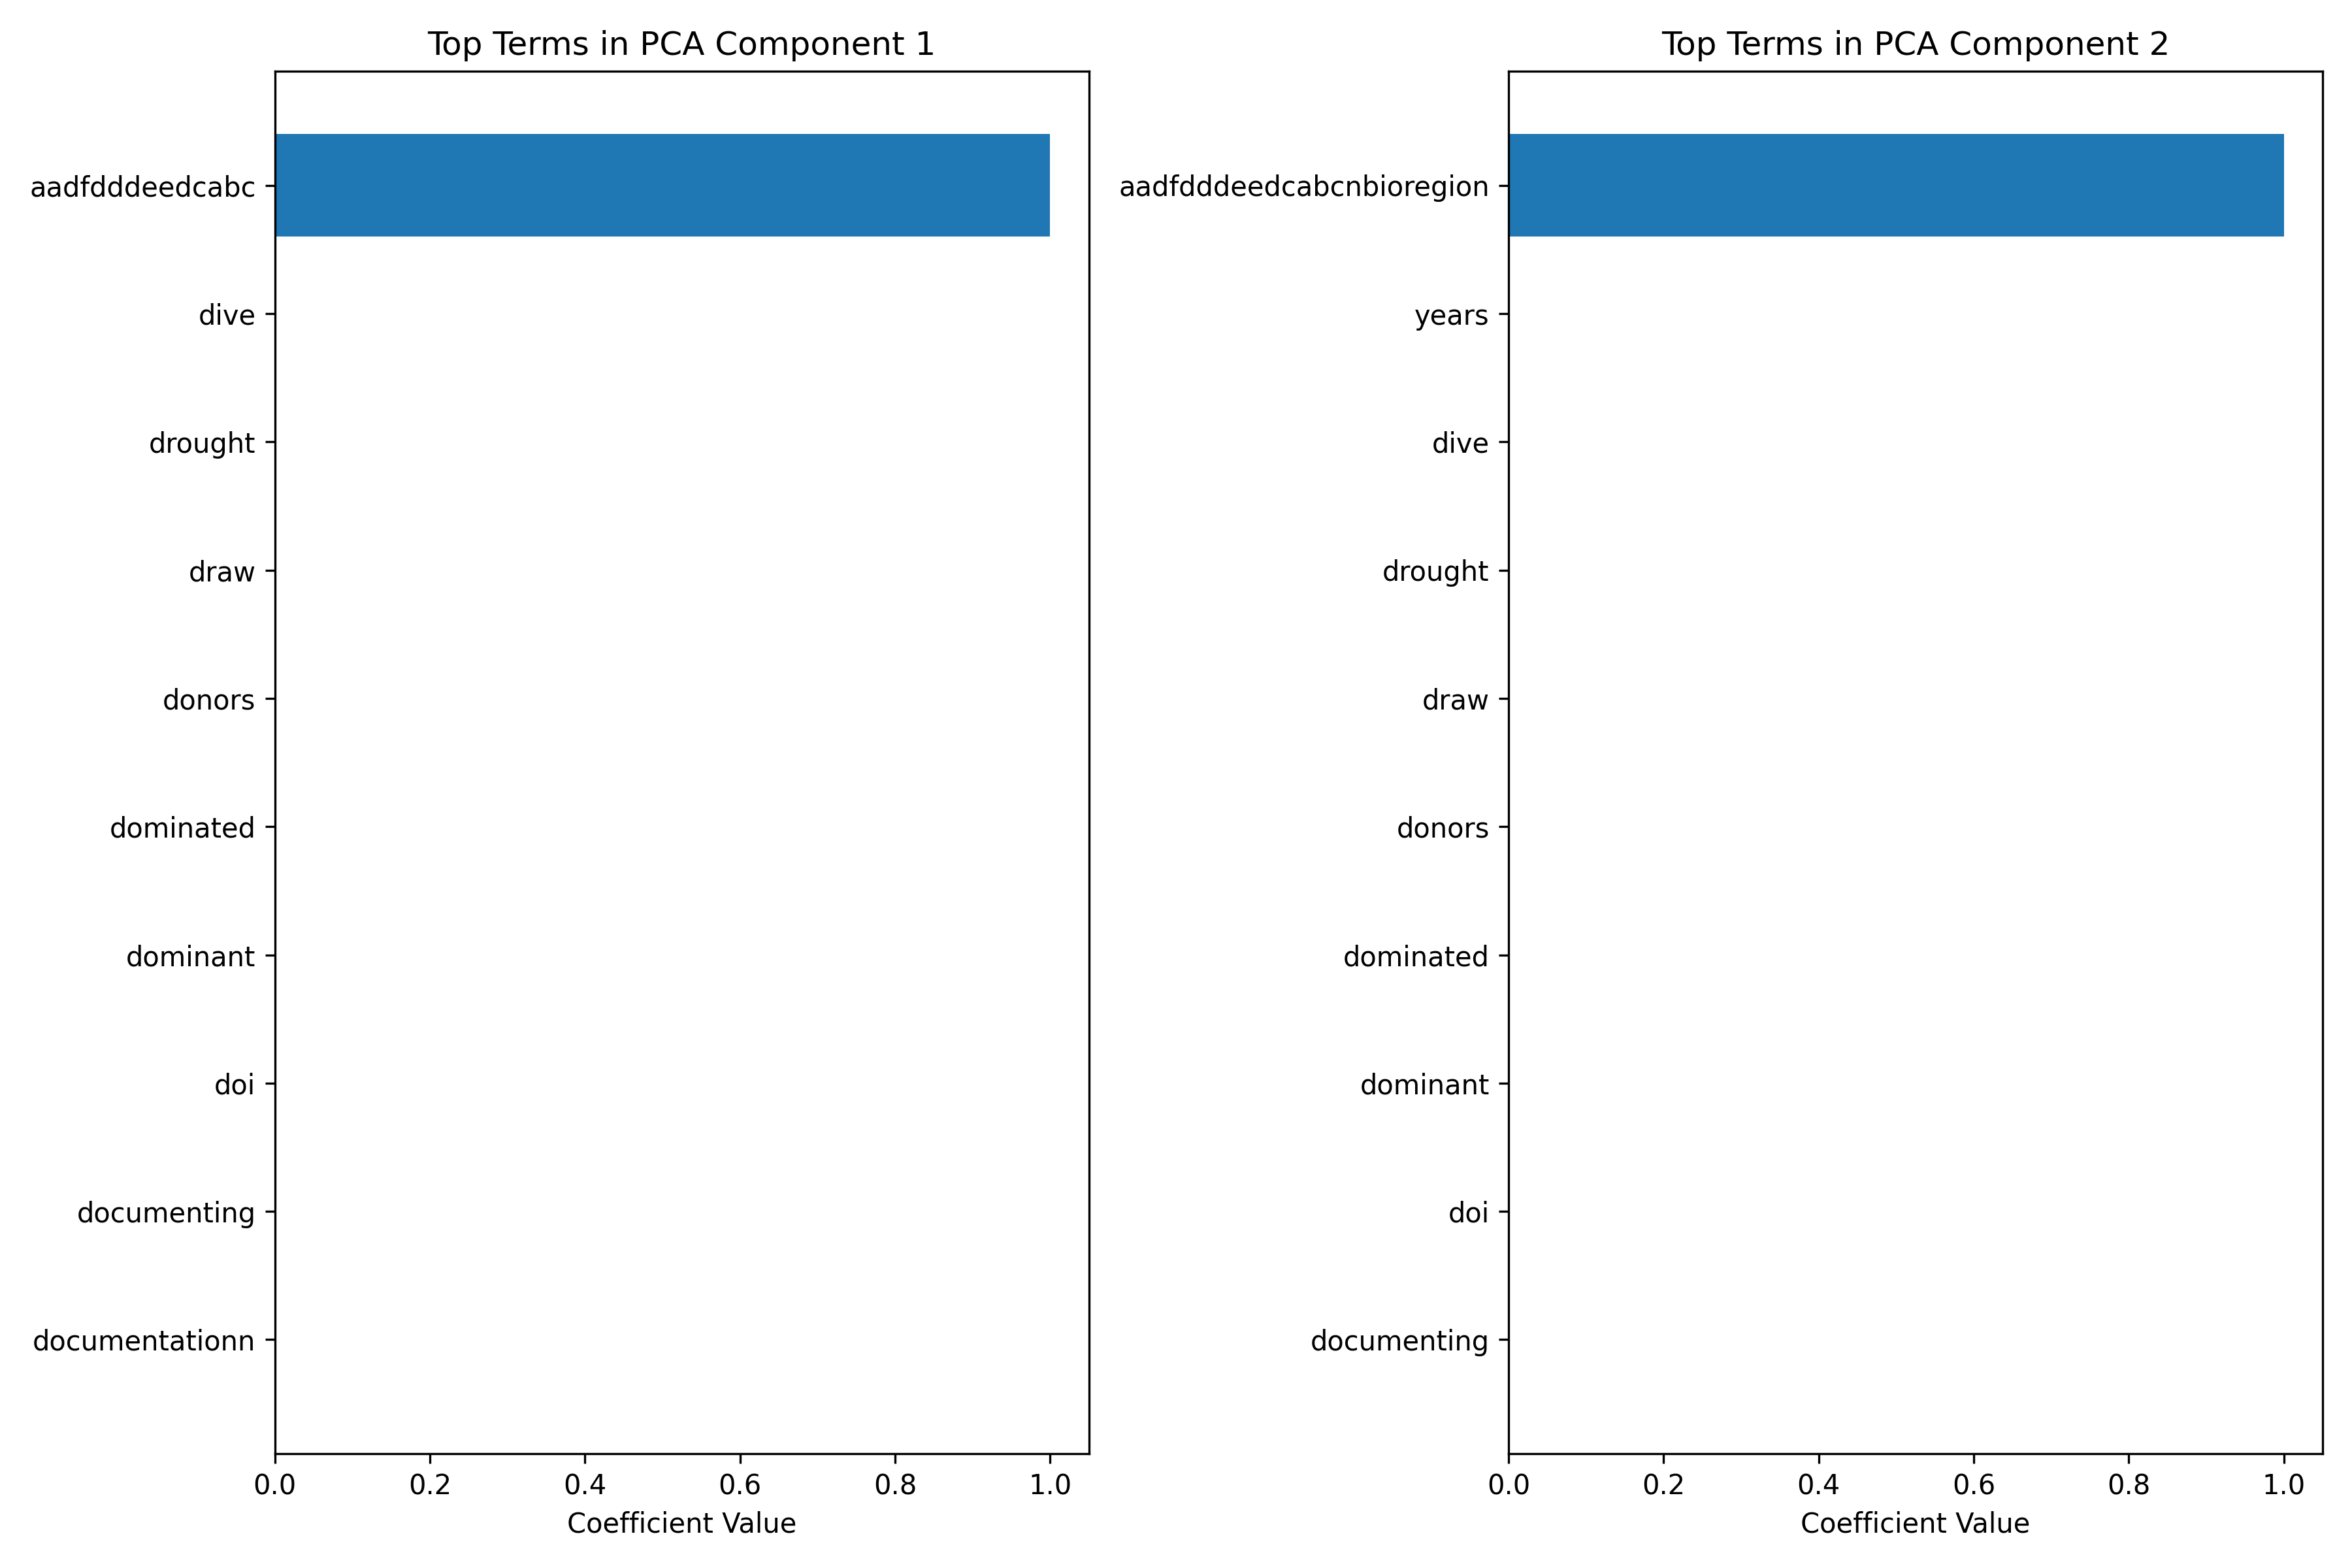 Top Terms in PCA Component 1
aadfdddeedcabc
dive
drought
draw
donors
dominated
dominant
doi
documenting
documentationn
0.0 0.2 0.4 0.6 0.8 1.0
Coefficient Value
Top Terms in PCA Component 2
aadfdddeedcabcnbioregion
years
dive
drought
draw
donors
dominated
dominant
doi
documenting
0.0 0.2 0.4 0.6 0.8 1.0
Coefficient Value